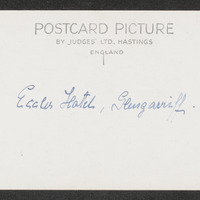 POSTCARD PICTURE
BY JUDGES' LTD., HASTINGS
ENGLAND
Eccles Hotel, Glengarriff.